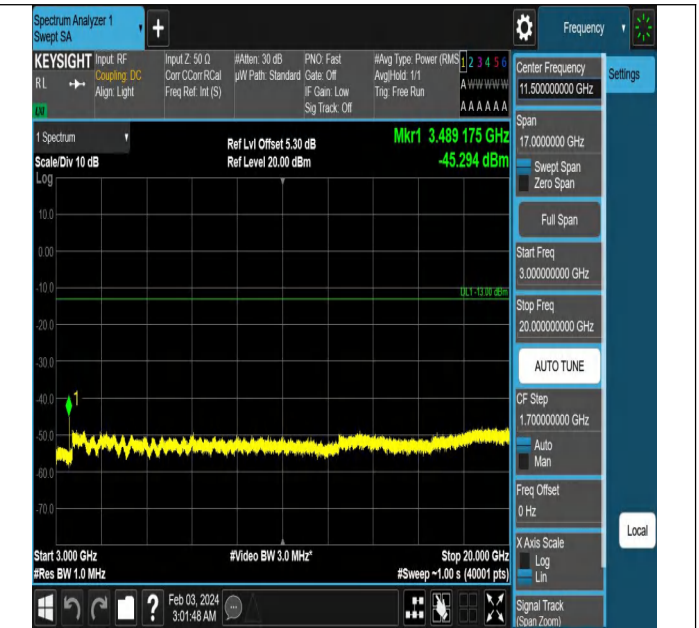 Spectrum Analyzer 1
Swept SA
+
Frequency
KEYSIGHT
RL
Input: RF
Coupling: DC
Align: Light
Input Z: 50 Ω
Corr CCorr RCal
Freq Ref: Int (S)
#Atten: 30 dB
µW Path: Standard
PNO: Fast
Gate: Off
IF Gain: Low
Sig Track: Off
#Avg Type: Power (RMS
Avg|Hold: 1/1
Trig: Free Run
1 2 3 4 5 6
A W W W W W
A A A A A A
1 Spectrum
Scale/Div 10 dB
Log
Ref Lvl Offset 5.30 dB
Ref Level 20.00 dBm
Mkr1 3.489 175 GHz
-45.294 dBm
10.0
0.00
-10.0
DL1 -13.00 dBm
-20.0
-30.0
-40.0
1
-50.0
-60.0
-70.0
Start 3.000 GHz
#Res BW 1.0 MHz
#Video BW 3.0 MHz*
Stop 20.000 GHz
#Sweep ~1.00 s (40001 pts)
?
Feb 03, 2024
3:01:48 AM
Center Frequency
11.500000000 GHz
Settings
Span
17.0000000 GHz
Swept Span
Zero Span
Full Span
Start Freq
3.000000000 GHz
Stop Freq
20.000000000 GHz
AUTO TUNE
CF Step
1.700000000 GHz
Auto
Man
Freq Offset
0 Hz
X Axis Scale
Log
Lin
Local
Signal Track
(Span Zoom)